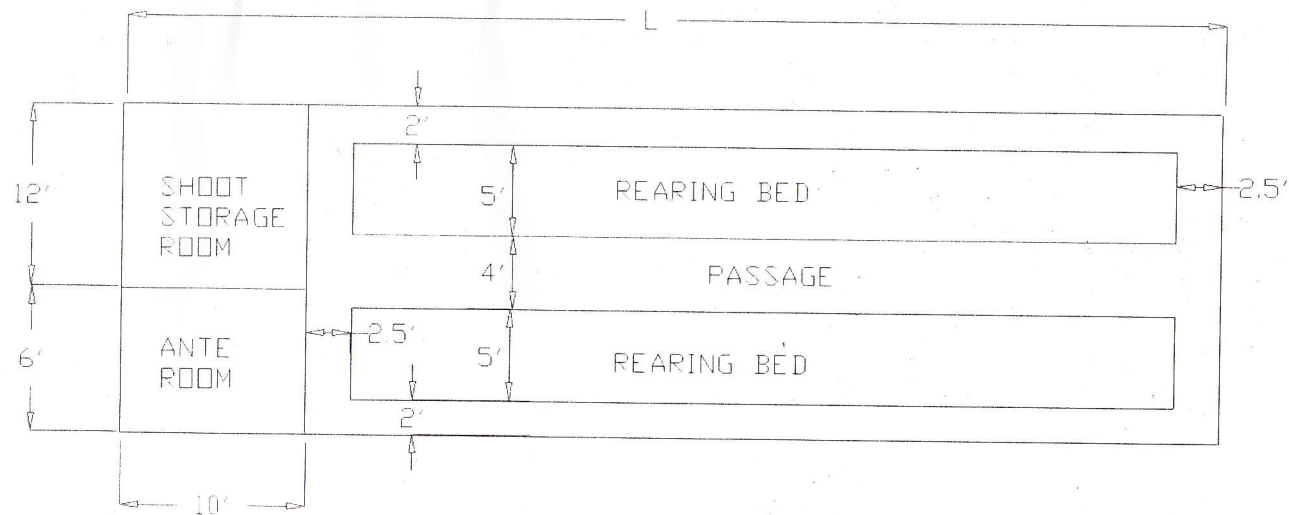 L
2'
12'
SHOOT
STORAGE
ROOM
5'
REARING BED
2.5'
4'
PASSAGE
6'
ANTE
ROOM
2.5'
5'
REARING BED
2'
10'